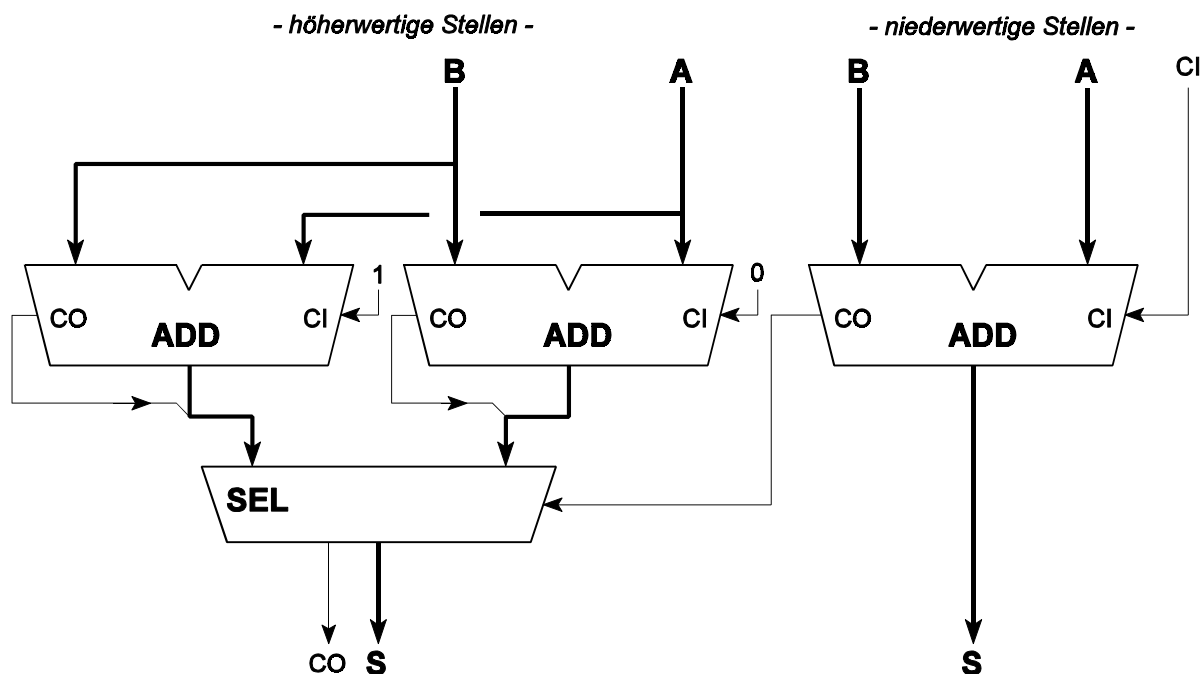 - höherwertige Stellen -
- niederwertige Stellen -
B A B A CI
1 0
CO CI CO CI CO CI
ADD ADD ADD
SEL
CO S S